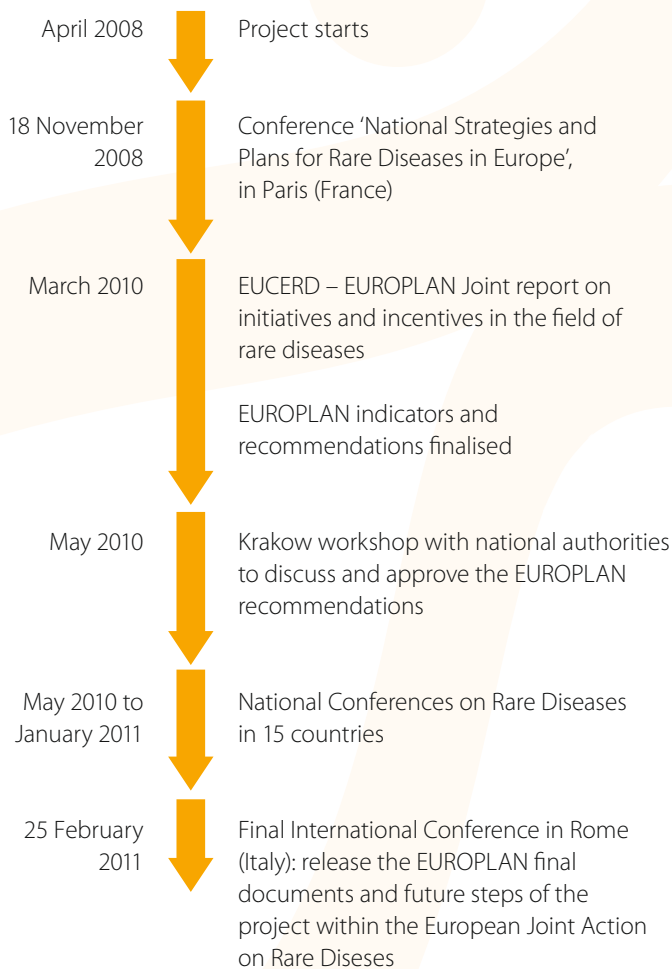 April 2008
Project starts
18 November
2008
Conference ‘National Strategies and
Plans for Rare Diseases in Europe’,
in Paris (France)
March 2010
EUCERD – EUROPLAN Joint report on
initiatives and incentives in the field of
rare diseases
EUROPLAN indicators and
recommendations finalised
May 2010
Krakow workshop with national authorities
to discuss and approve the EUROPLAN
recommendations
May 2010 to
January 2011
National Conferences on Rare Diseases
in 15 countries
25 February
2011
Final International Conference in Rome
(Italy): release the EUROPLAN final
documents and future steps of the
project within the European Joint Action
on Rare Diseses